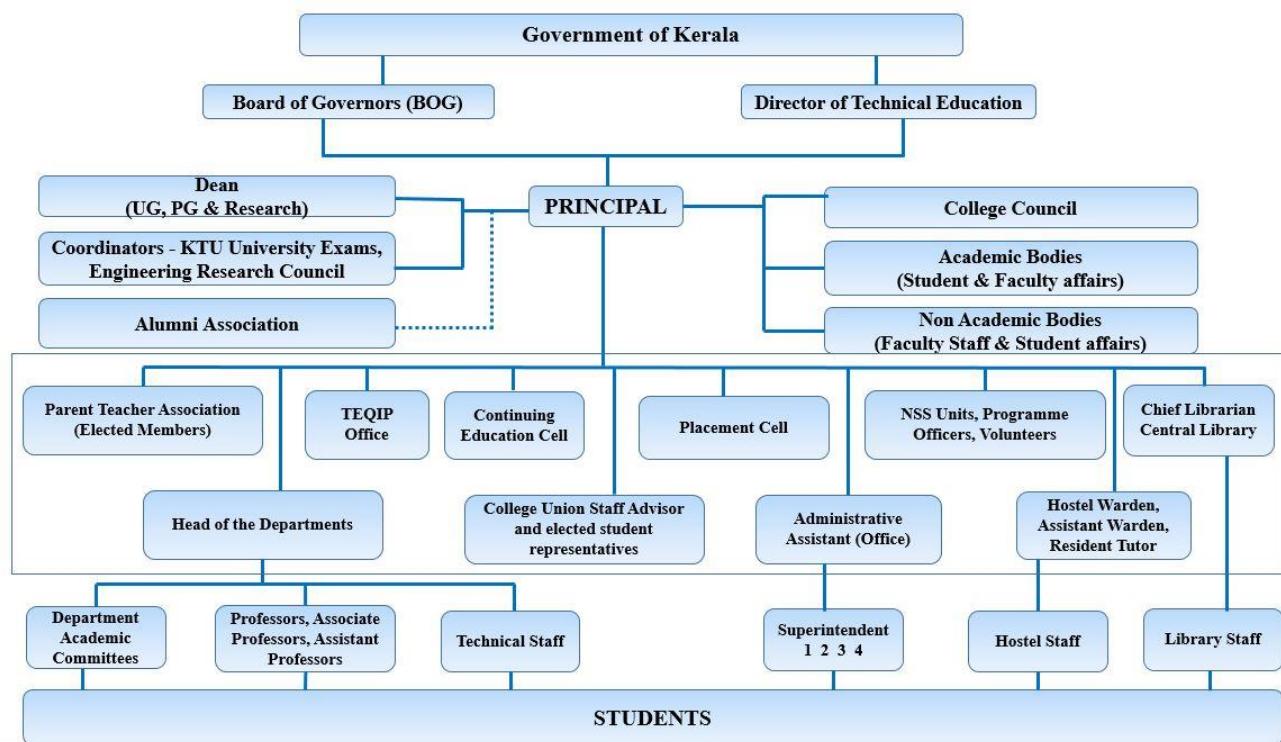 Government of Kerala
Board of Governors (BOG)
Director of Technical Education
Dean
(UG, PG & Research)
PRINCIPAL
College Council
Coordinators - KTU University Exams,
Engineering Research Council
Academic Bodies
(Student & Faculty affairs)
Alumni Association
Non Academic Bodies
(Faculty Staff & Student affairs)
Parent Teacher Association
(Elected Members)
TEQIP
Office
Continuing
Education Cell
Placement Cell
NSS Units, Programme
Officers, Volunteers
Chief Librarian
Central Library
Head of the Departments
College Union Staff Advisor
and elected student
representatives
Administrative
Assistant (Office)
Hostel Warden,
Assistant Warden,
Resident Tutor
Department
Academic
Committees
Professors, Associate
Professors, Assistant
Professors
Technical Staff
Superintendent
1 2 3 4
Hostel Staff
Library Staff
STUDENTS